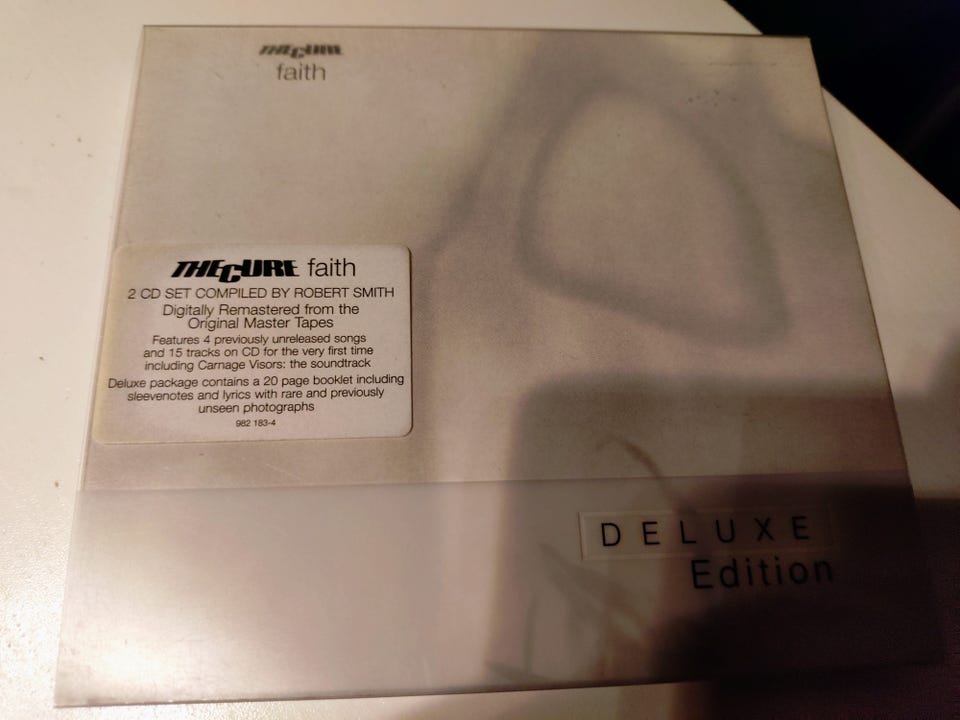 THE CURE
faith
THE CURE faith
2 CD SET COMPILED BY ROBERT SMITH
Digitally Remastered from the
Original Master Tapes
Features 4 previously unreleased songs
and 15 tracks on CD for the very first time
including Carnage Visors: the soundtrack
Deluxe package contains a 20 page booklet including
sleevenotes and lyrics with rare and previously
unseen photographs
982 183-4
DELUXE
Edition